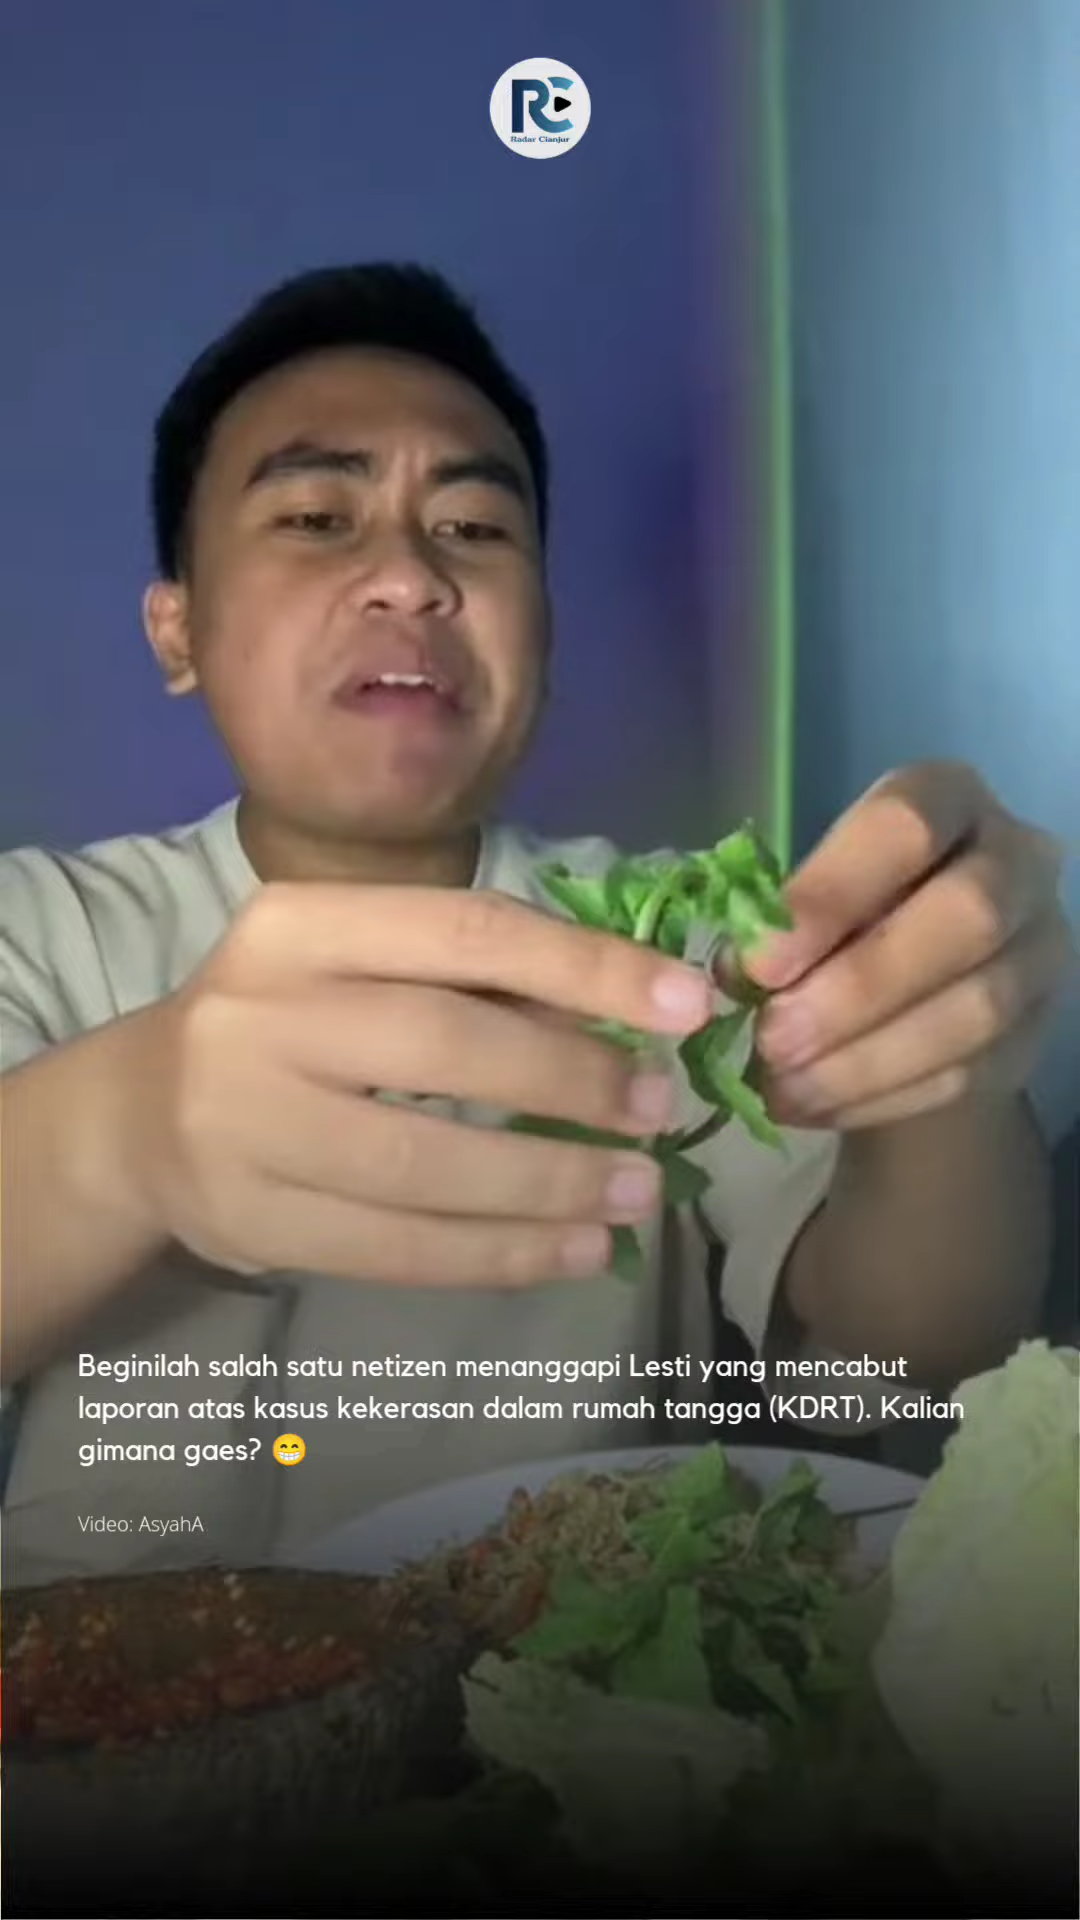 RC
Radar Cianjur
Beginilah salah satu netizen menanggapi Lesti yang mencabut
laporan atas kasus kekerasan dalam rumah tangga (KDRT). Kalian
gimana gaes? 😁
Video: AsyahA